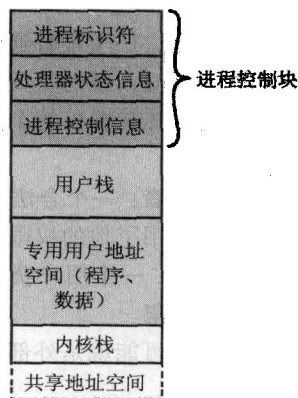 进程标识符
处理器状态信息
进程控制块
进程控制信息
用户栈
专用用户地址
空间（程序、
数据）
内核栈
共享地址空间